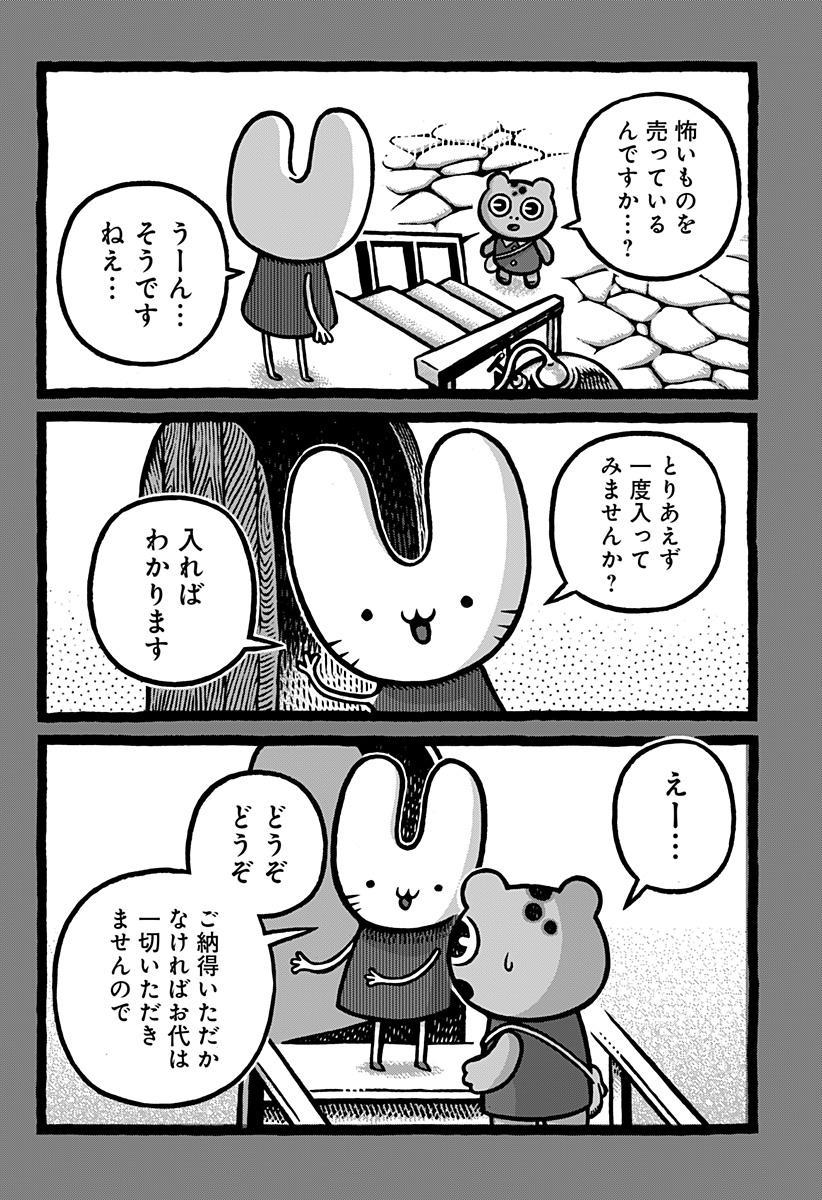 怖いものを
売っている
んですか…?
うーん…
そうです
ねえ…
とりあえず
一度入って
みませんか?
入れば
わかります
えー…
どうぞ
どうぞ
ご納得いただか
なければお代は
一切いただき
ませんので